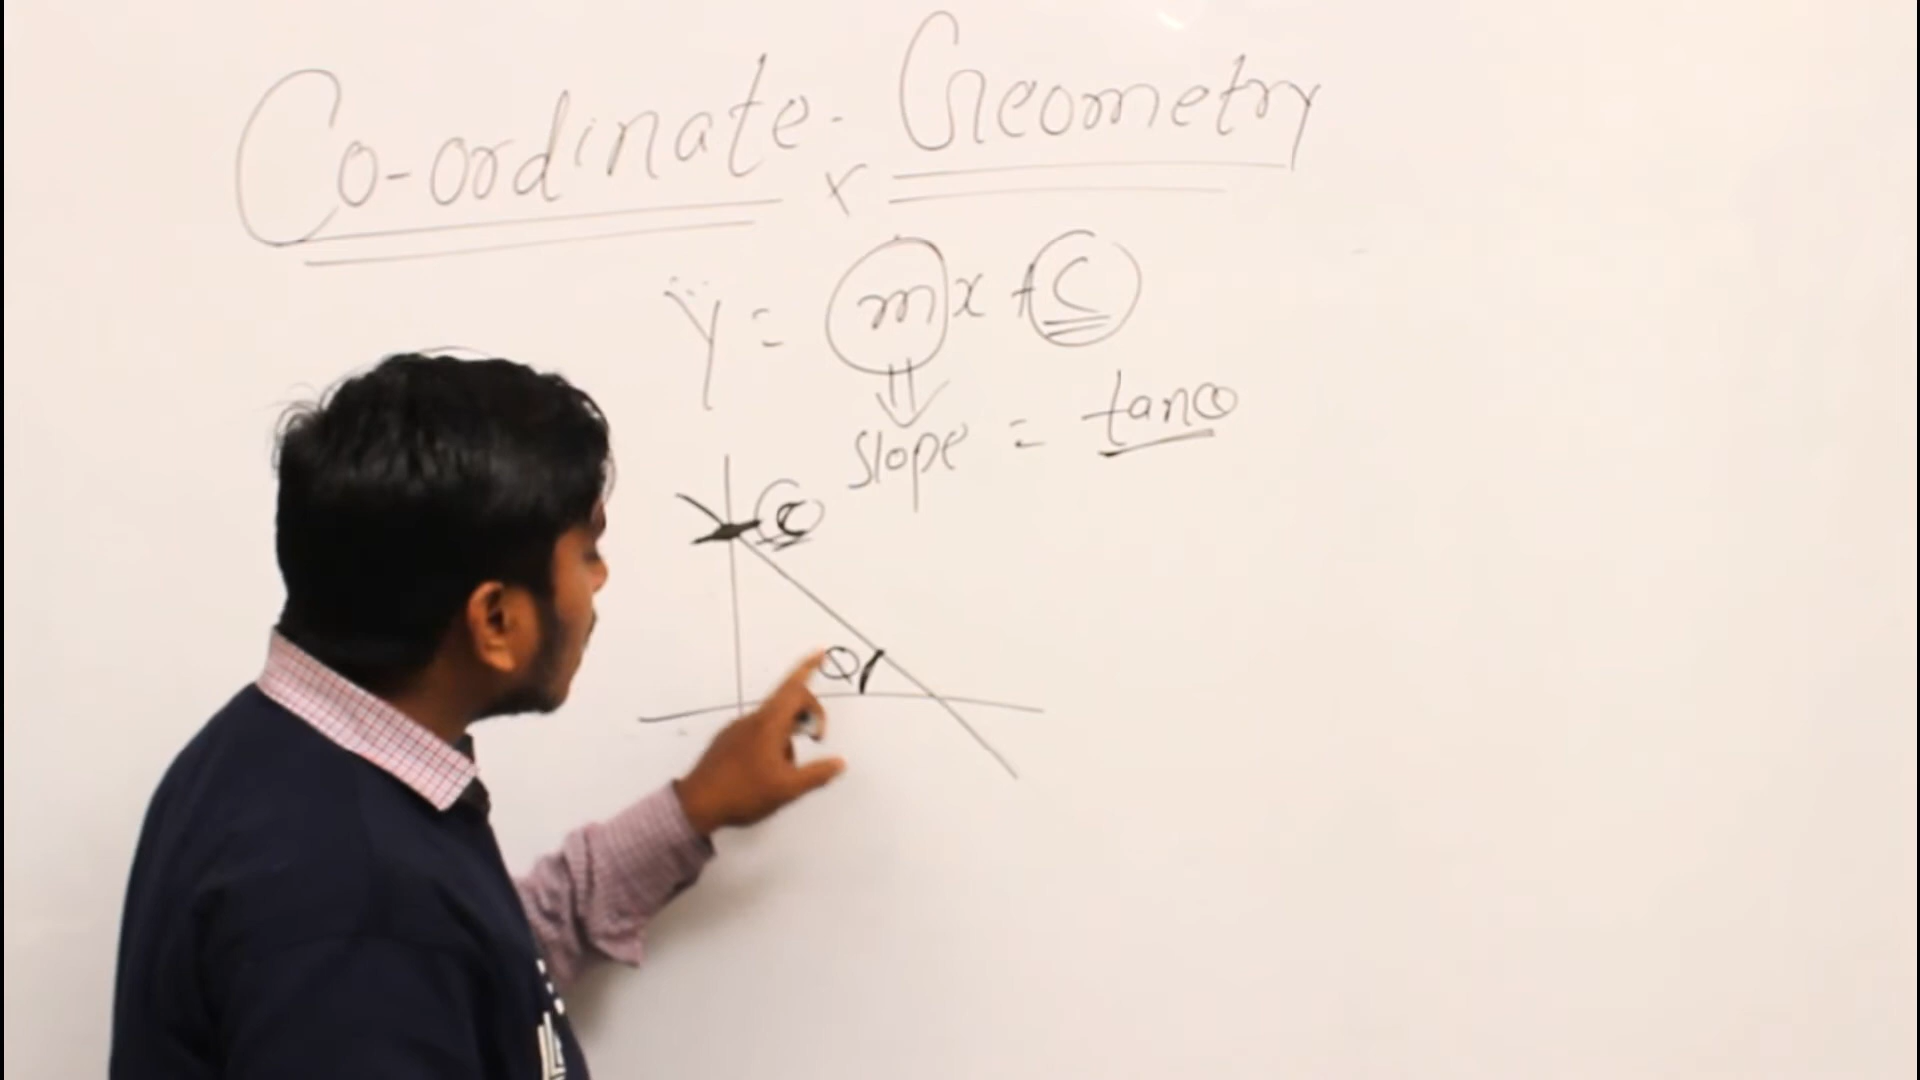 Co-ordinate - Geometry
x
Y = mx + C
slope = tanθ
c
θ